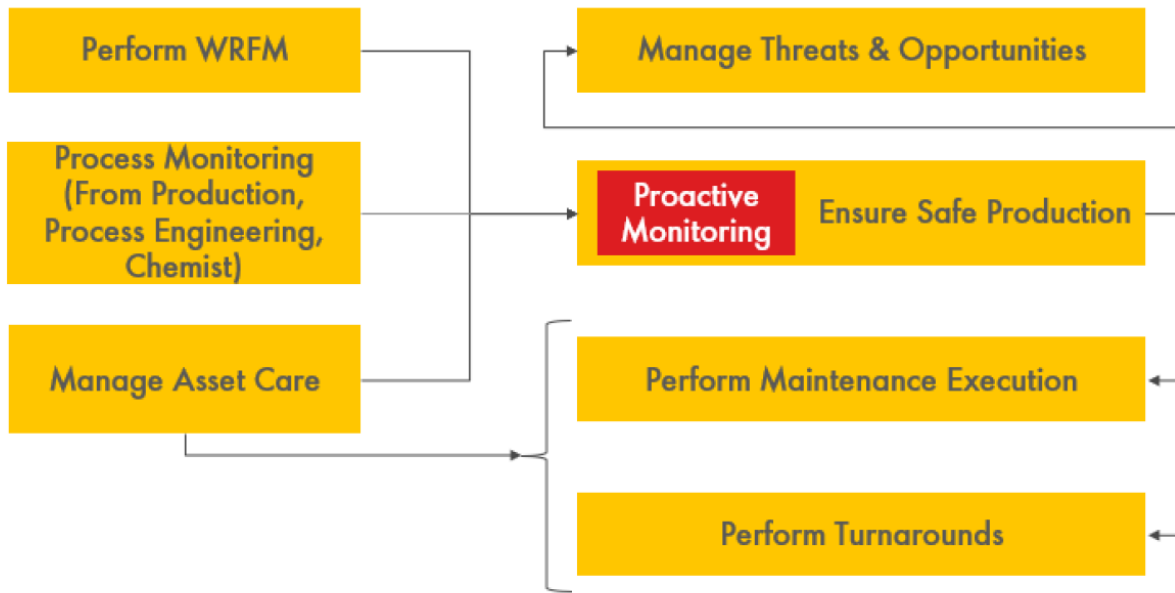 Perform WRFM
Manage Threats & Opportunities
Process Monitoring
(From Production,
Process Engineering,
Chemist)
Proactive
Monitoring
Ensure Safe Production
Manage Asset Care
Perform Maintenance Execution
Perform Turnarounds